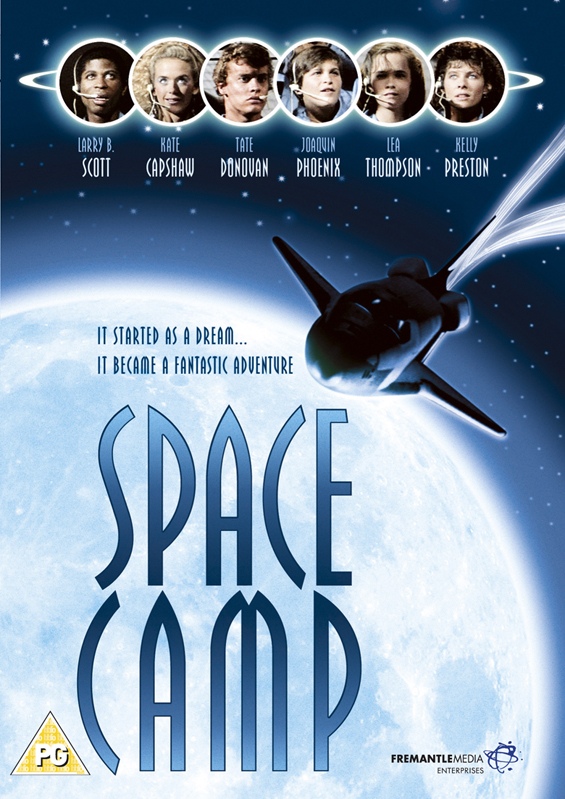 LARRY B. SCOTT
KATE CAPSHAW
TATE DONOVAN
JOAQUIN PHOENIX
LEA THOMPSON
KELLY PRESTON
IT STARTED AS A DREAM...
IT BECAME A FANTASTIC ADVENTURE
SPACE
CAMP
PG
FREMANTLEMEDIA
ENTERPRISES